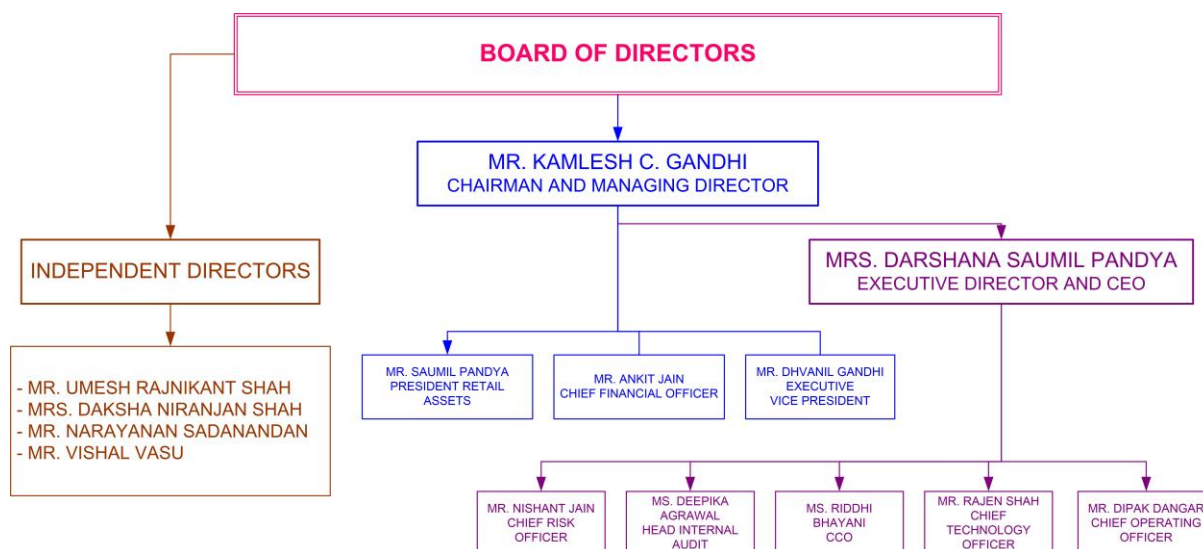 BOARD OF DIRECTORS
MR. KAMLESH C. GANDHI
CHAIRMAN AND MANAGING DIRECTOR
INDEPENDENT DIRECTORS
MRS. DARSHANA SAUMIL PANDYA
EXECUTIVE DIRECTOR AND CEO
- MR. UMESH RAJNIKANT SHAH
- MRS. DAKSHA NIRANJAN SHAH
- MR. NARAYANAN SADANANDAN
- MR. VISHAL VASU
MR. SAUMIL PANDYA
PRESIDENT RETAIL
ASSETS
MR. ANKIT JAIN
CHIEF FINANCIAL OFFICER
MR. DHVANIL GANDHI
EXECUTIVE
VICE PRESIDENT
MR. NISHANT JAIN
CHIEF RISK
OFFICER
MS. DEEPIKA
AGRAWAL
HEAD INTERNAL
AUDIT
MS. RIDDHI
BHAYANI
CCO
MR. RAJEN SHAH
CHIEF
TECHNOLOGY
OFFICER
MR. DIPAK DANGAR
CHIEF OPERATING
OFFICER